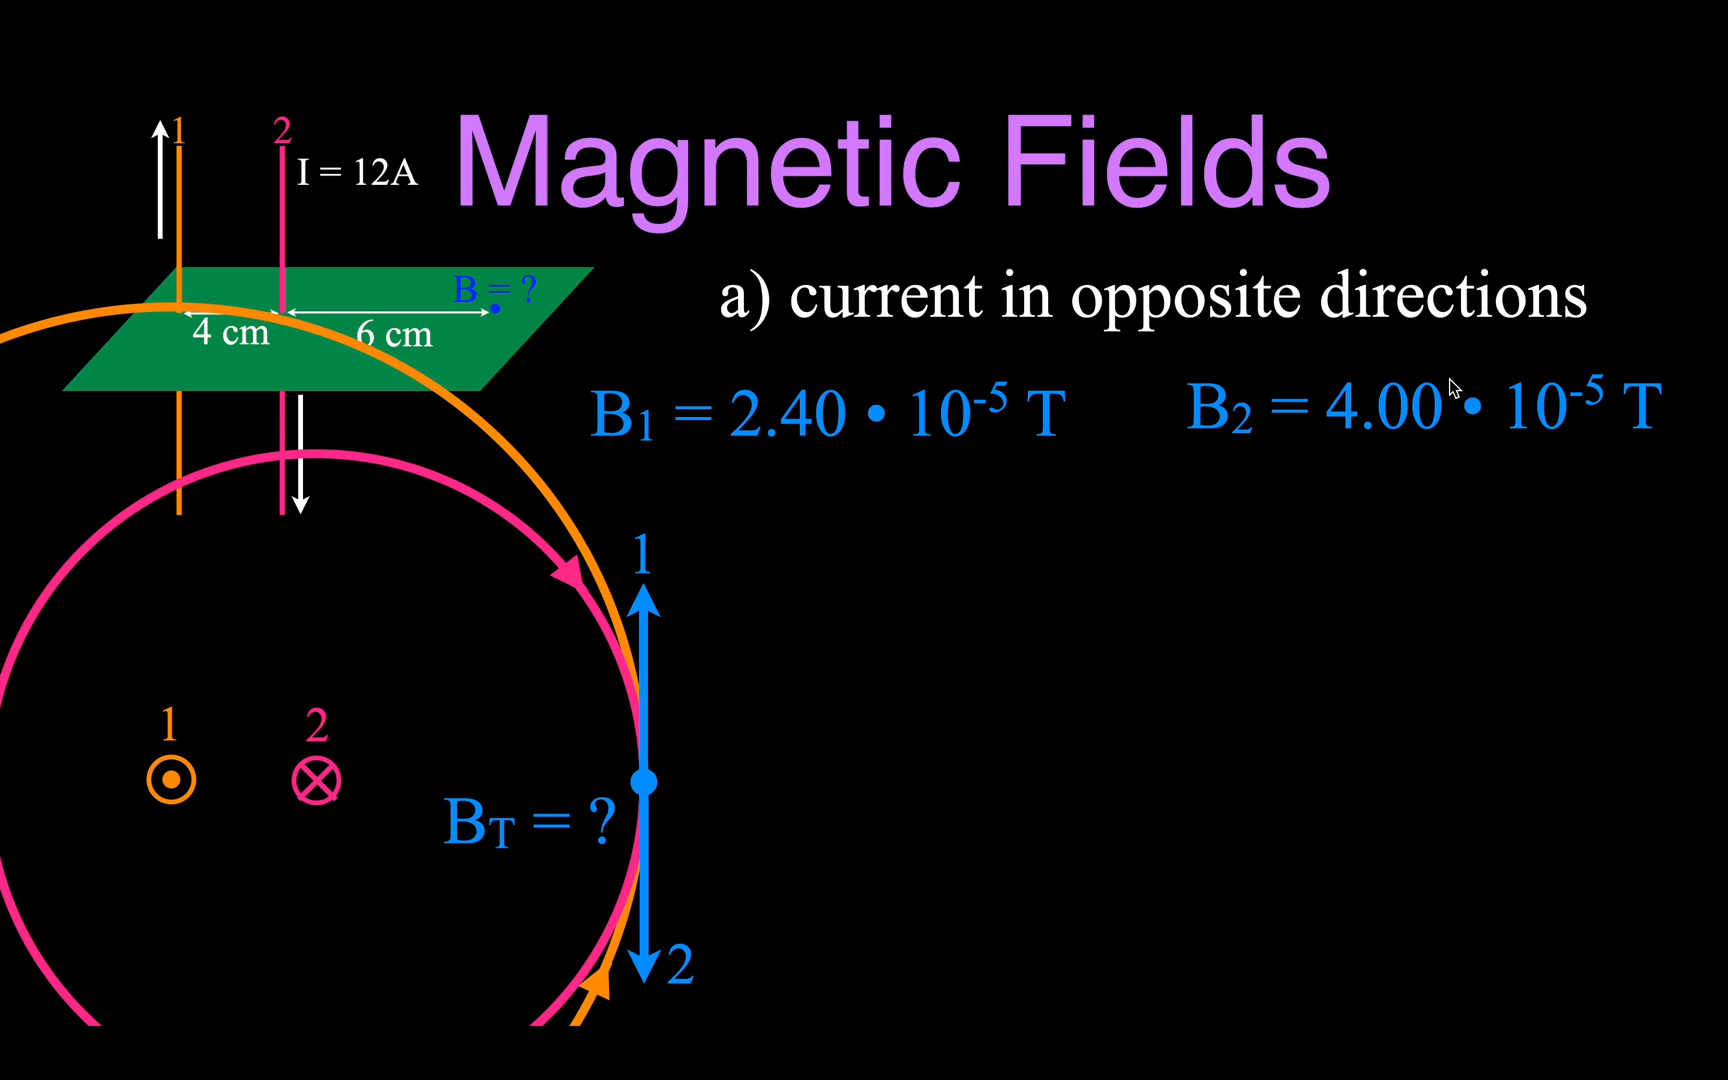 1
2
I = 12A
Magnetic Fields
B = ?
4 cm
6 cm
a) current in opposite directions
B₁ = 2.40 • 10⁻⁵ T
B₂ = 4.00 • 10⁻⁵ T
1
1
2
B_T = ?
2